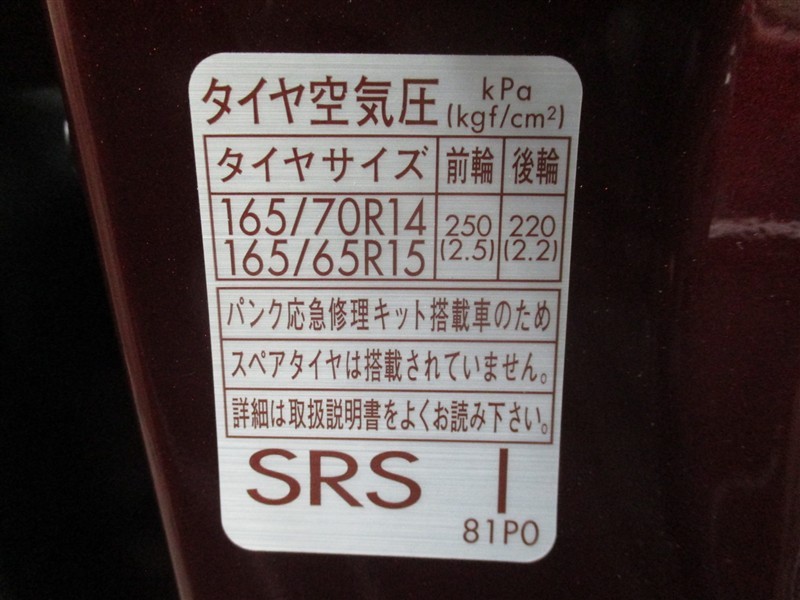 タイヤ空気圧 kPa (kgf/cm²)
タイヤサイズ 前輪 後輪
165/70R14 250 220
165/65R15 (2.5) (2.2)
パンク応急修理キット搭載車のため
スペアタイヤは搭載されていません。
詳細は取扱説明書をよくお読み下さい。
SRS I
81P0